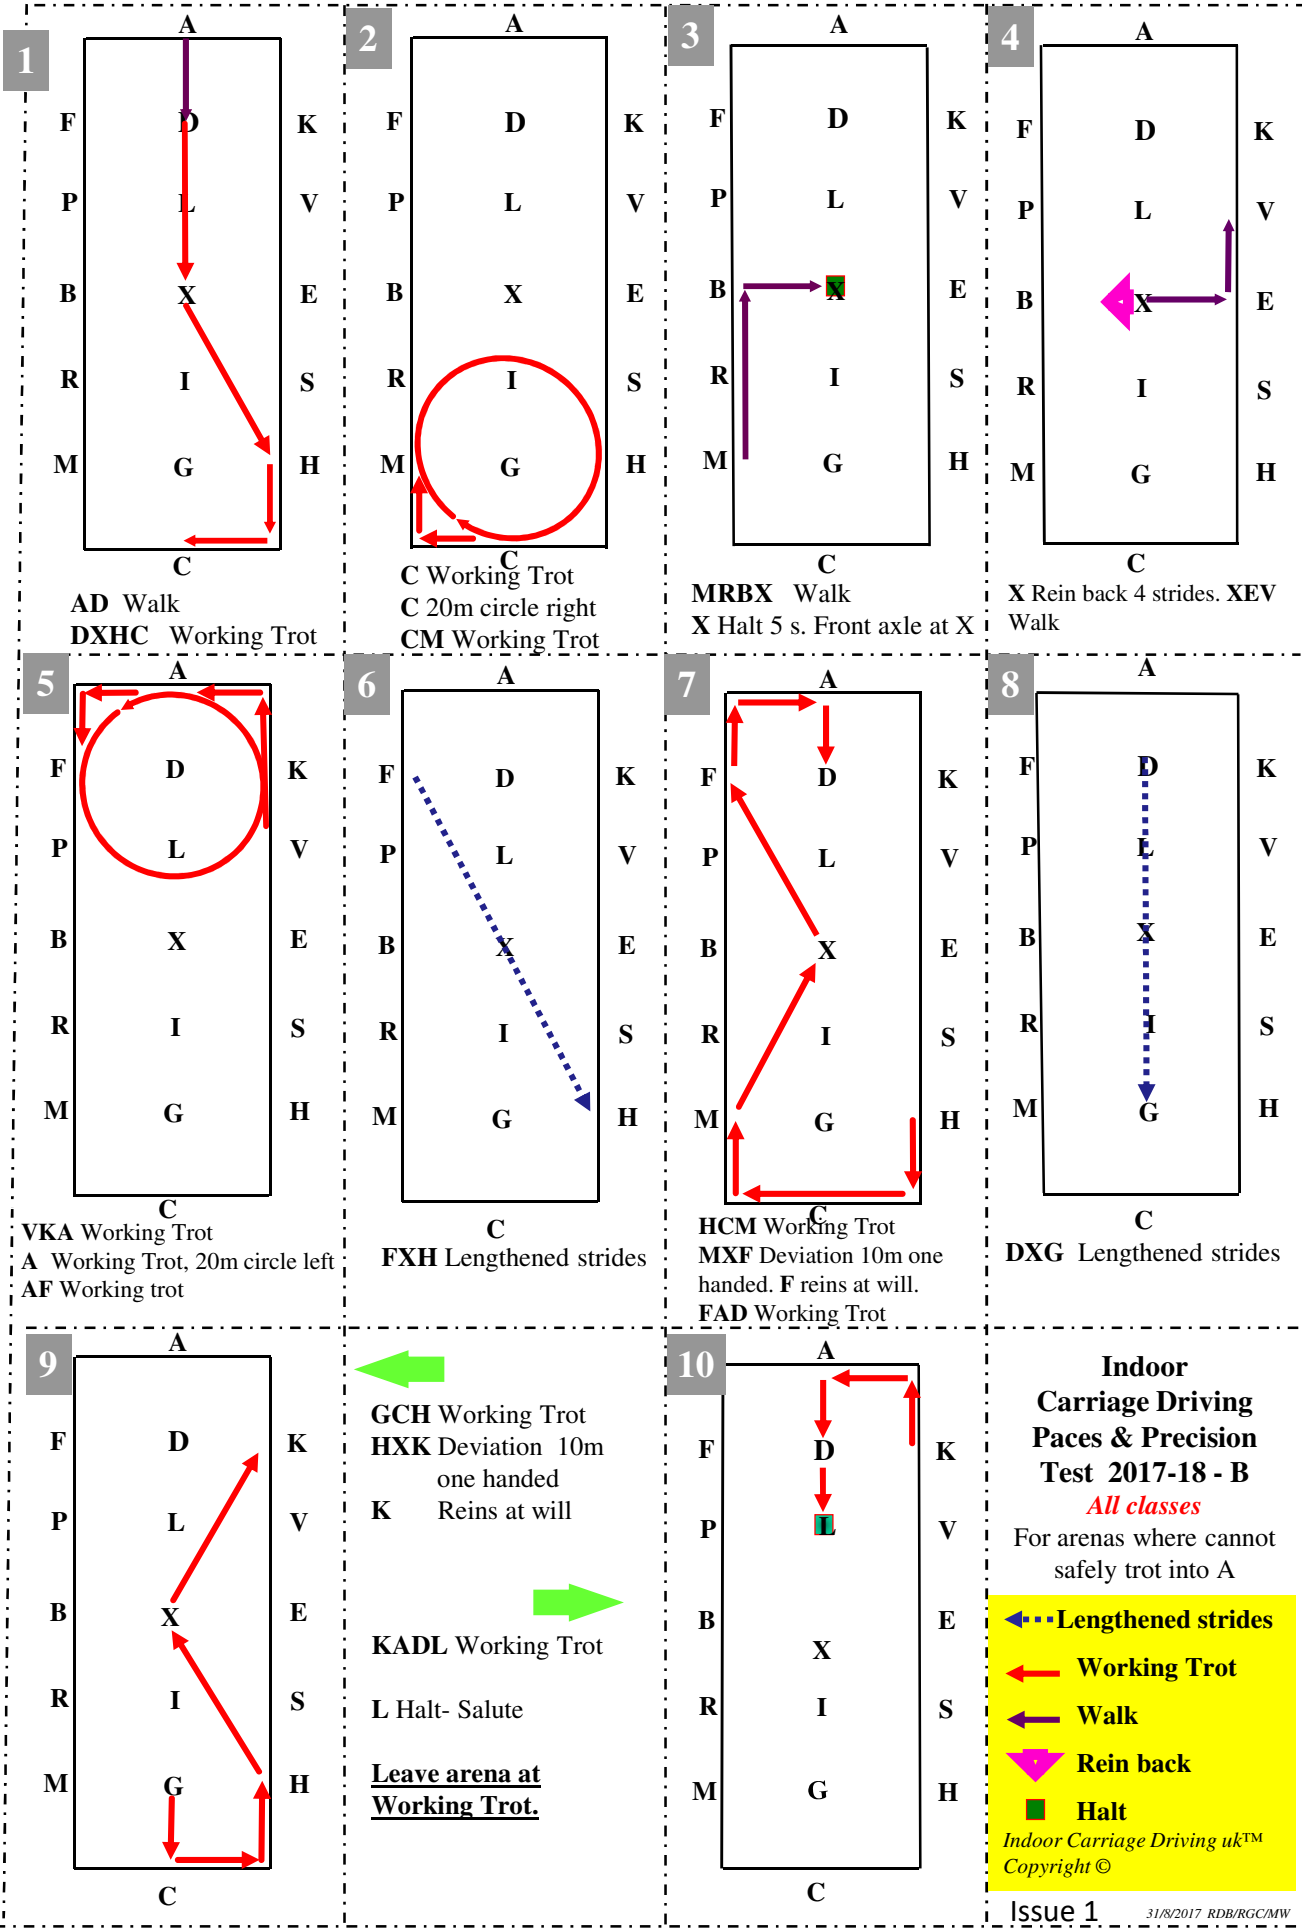 1
A
F D K
P L V
B X E
R I S
M G H
C
AD Walk
DXHC Working Trot
2
A
F D K
P L V
B X E
R I S
M G H
C
C Working Trot
C 20m circle right
CM Working Trot
3
A
F D K
P L V
B X E
R I S
M G H
C
MRBX Walk
X Halt 5 s. Front axle at X
4
A
F D K
P L V
B X E
R I S
M G H
C
X Rein back 4 strides. XEV
Walk
5
A
F D K
P L V
B X E
R I S
M G H
C
VKA Working Trot
A Working Trot, 20m circle left
AF Working trot
6
A
F D K
P L V
B X E
R I S
M G H
C
FXH Lengthened strides
7
A
F D K
P L V
B X E
R I S
M G H
C
HCM Working Trot
MXF Deviation 10m one
handed. F reins at will.
FAD Working Trot
8
A
F D K
P L V
B X E
R I S
M G H
C
DXG Lengthened strides
9
A
F D K
P L V
B X E
R I S
M G H
C
GCH Working Trot
HXK Deviation 10m
one handed
K Reins at will
KADL Working Trot
L Halt- Salute
Leave arena at
Working Trot.
10
A
F D K
P L V
B E
X
R I S
M G H
C
Indoor
Carriage Driving
Paces & Precision
Test 2017-18 - B
All classes
For arenas where cannot
safely trot into A
Lengthened strides
Working Trot
Walk
Rein back
Halt
Indoor Carriage Driving uk™
Copyright ©
Issue 1 31/8/2017 RDB/RGC/MW